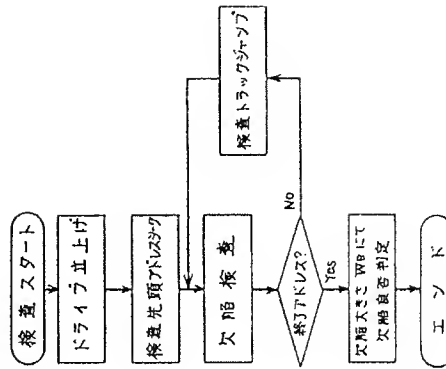 検査スタート
ドライブ立上げ
検査先頭アドレスシーク
欠陥検査
終了アドレス?
No
検査トラックジャンプ
Yes
欠陥大きさ WBにて
欠陥良否判定
エンド